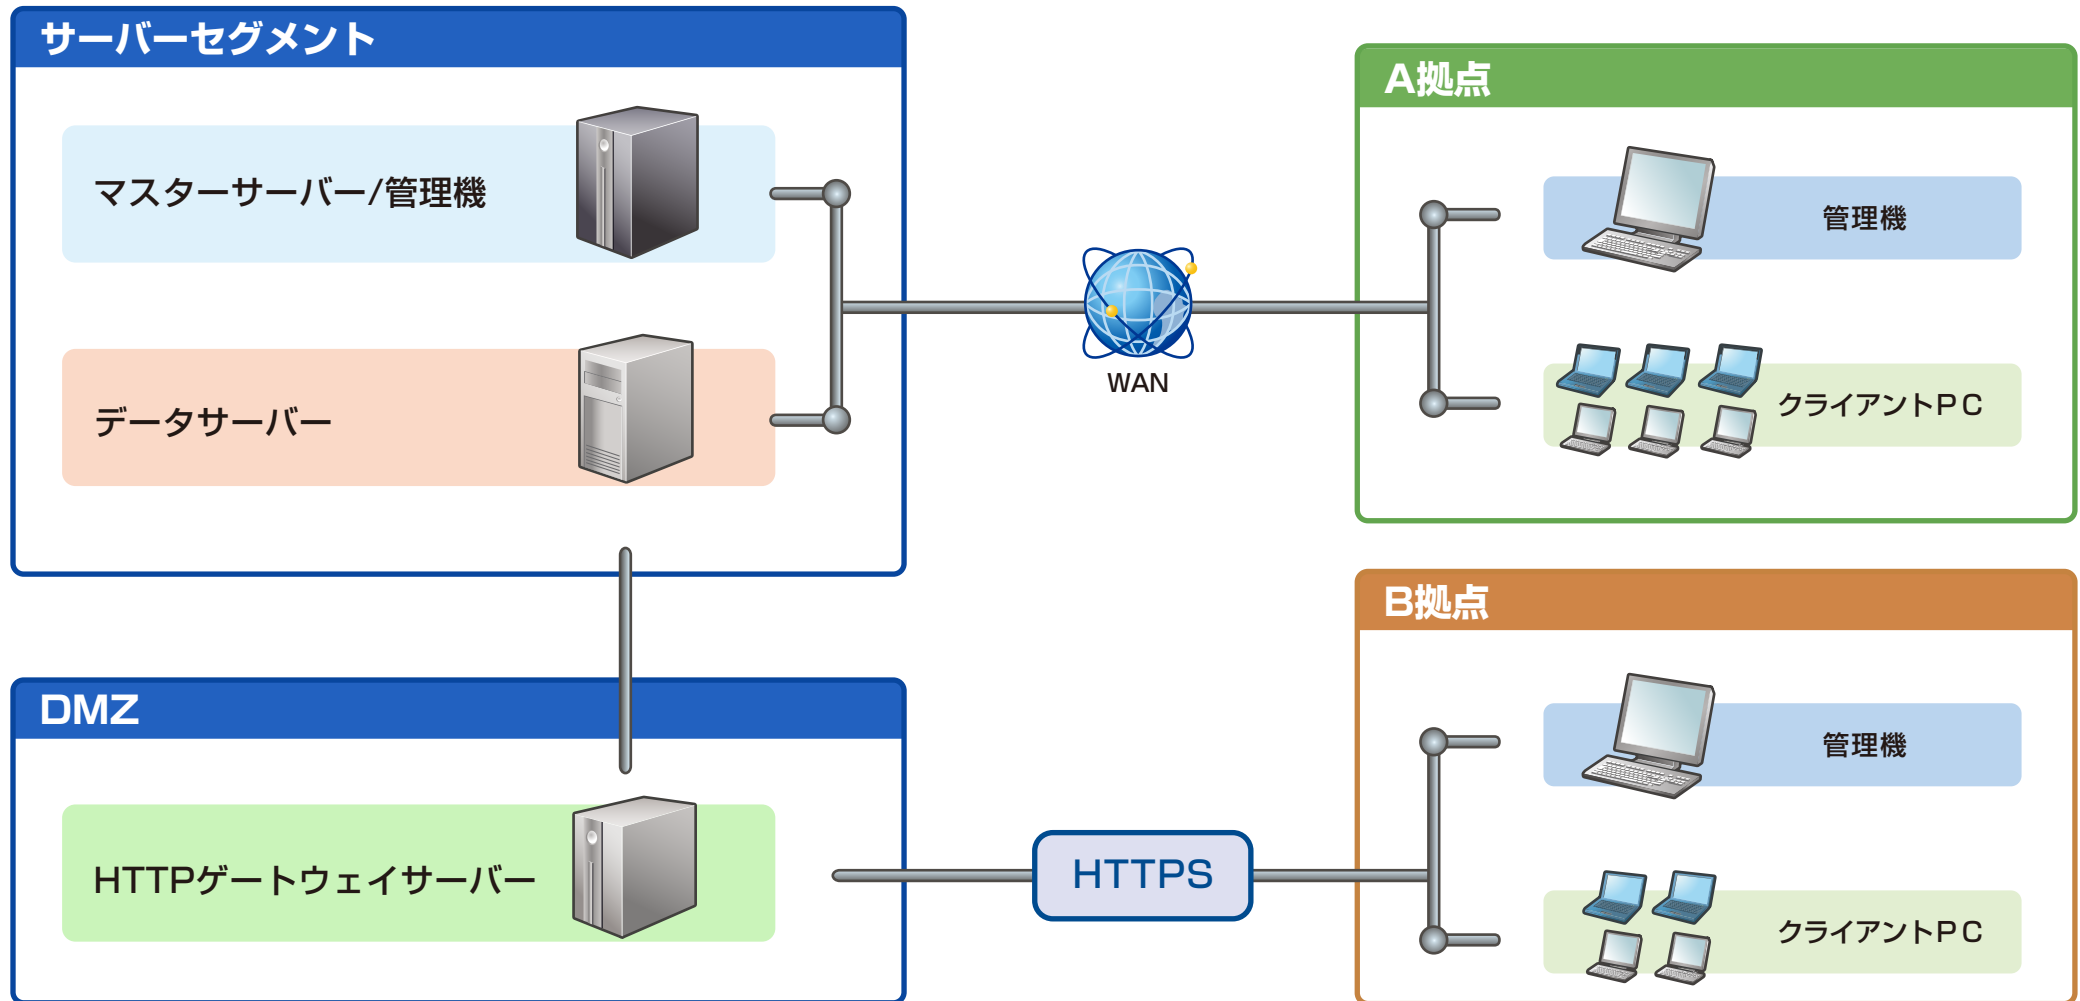 サーバーセグメント
マスターサーバー/管理機
データサーバー
WAN
A拠点
管理機
クライアントPC
DMZ
HTTPゲートウェイサーバー
HTTPS
B拠点
管理機
クライアントPC